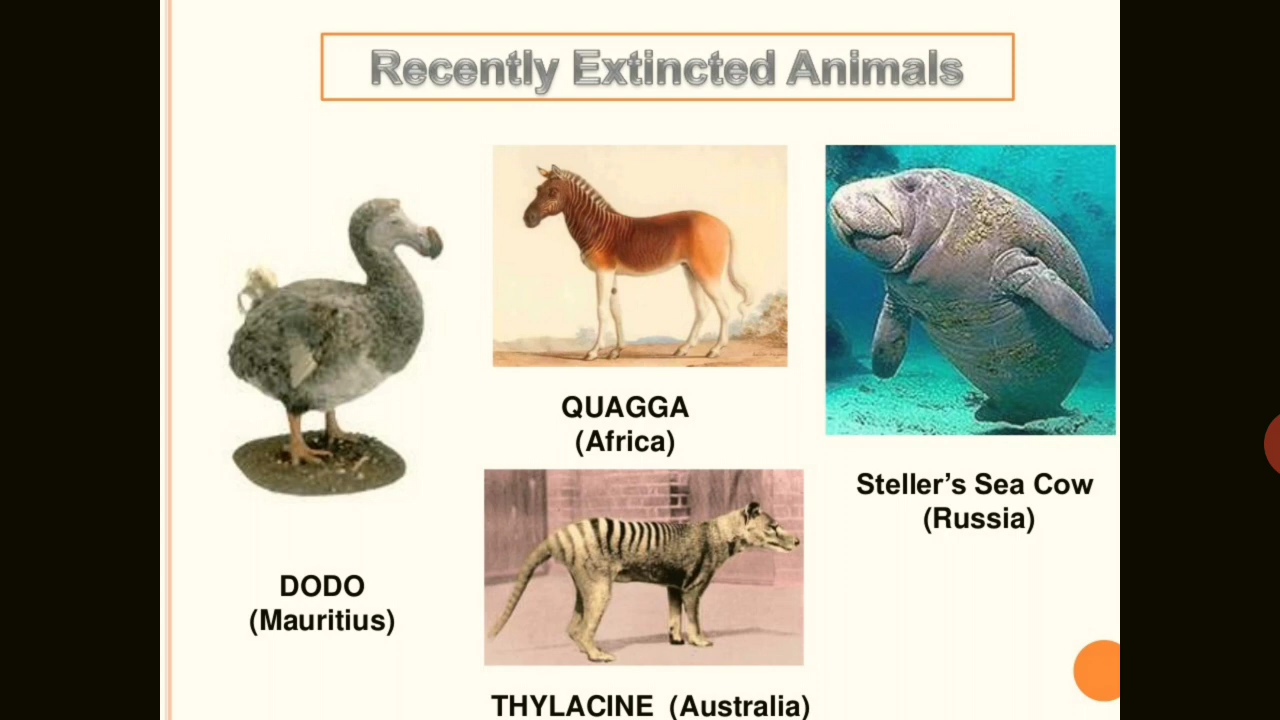 Recently Extincted Animals
QUAGGA
(Africa)
Steller's Sea Cow
(Russia)
DODO
(Mauritius)
THYLACINE (Australia)